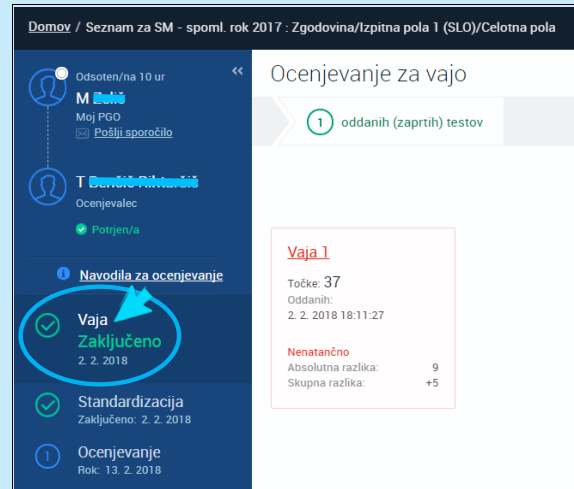 Domov / Seznam za SM - spoml. rok 2017 : Zgodovina/Izpitna pola 1 (SLO)/Celotna pola
Odsoten/na 10 ur
M
Moj PGO
Pošlji sporočilo
T
Ocenjevalec
Potrjen/a
Navodila za ocenjevanje
Vaja
Zaključeno
2. 2. 2018
Standardizacija
Zaključeno: 2. 2. 2018
1
Ocenjevanje
Rok: 13. 2. 2018
Ocenjevanje za vajo
1 oddanih (zaprtih) testov
Vaja 1
Točke: 37
Oddanih:
2. 2. 2018 18:11:27
Nenatančno
Absolutna razlika: 9
Skupna razlika: +5